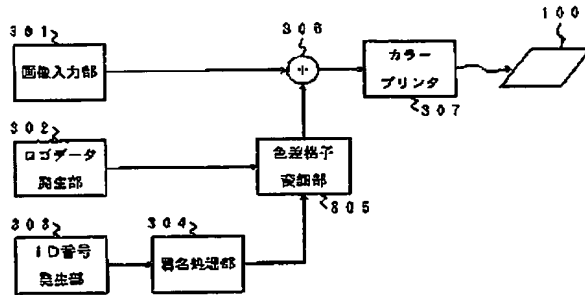 301
画像入力部
306
+
カラー
プリンタ
307
100
302
ロゴデータ
発生部
色差格子
変調部
305
303
ID番号
発生部
304
署名処理部